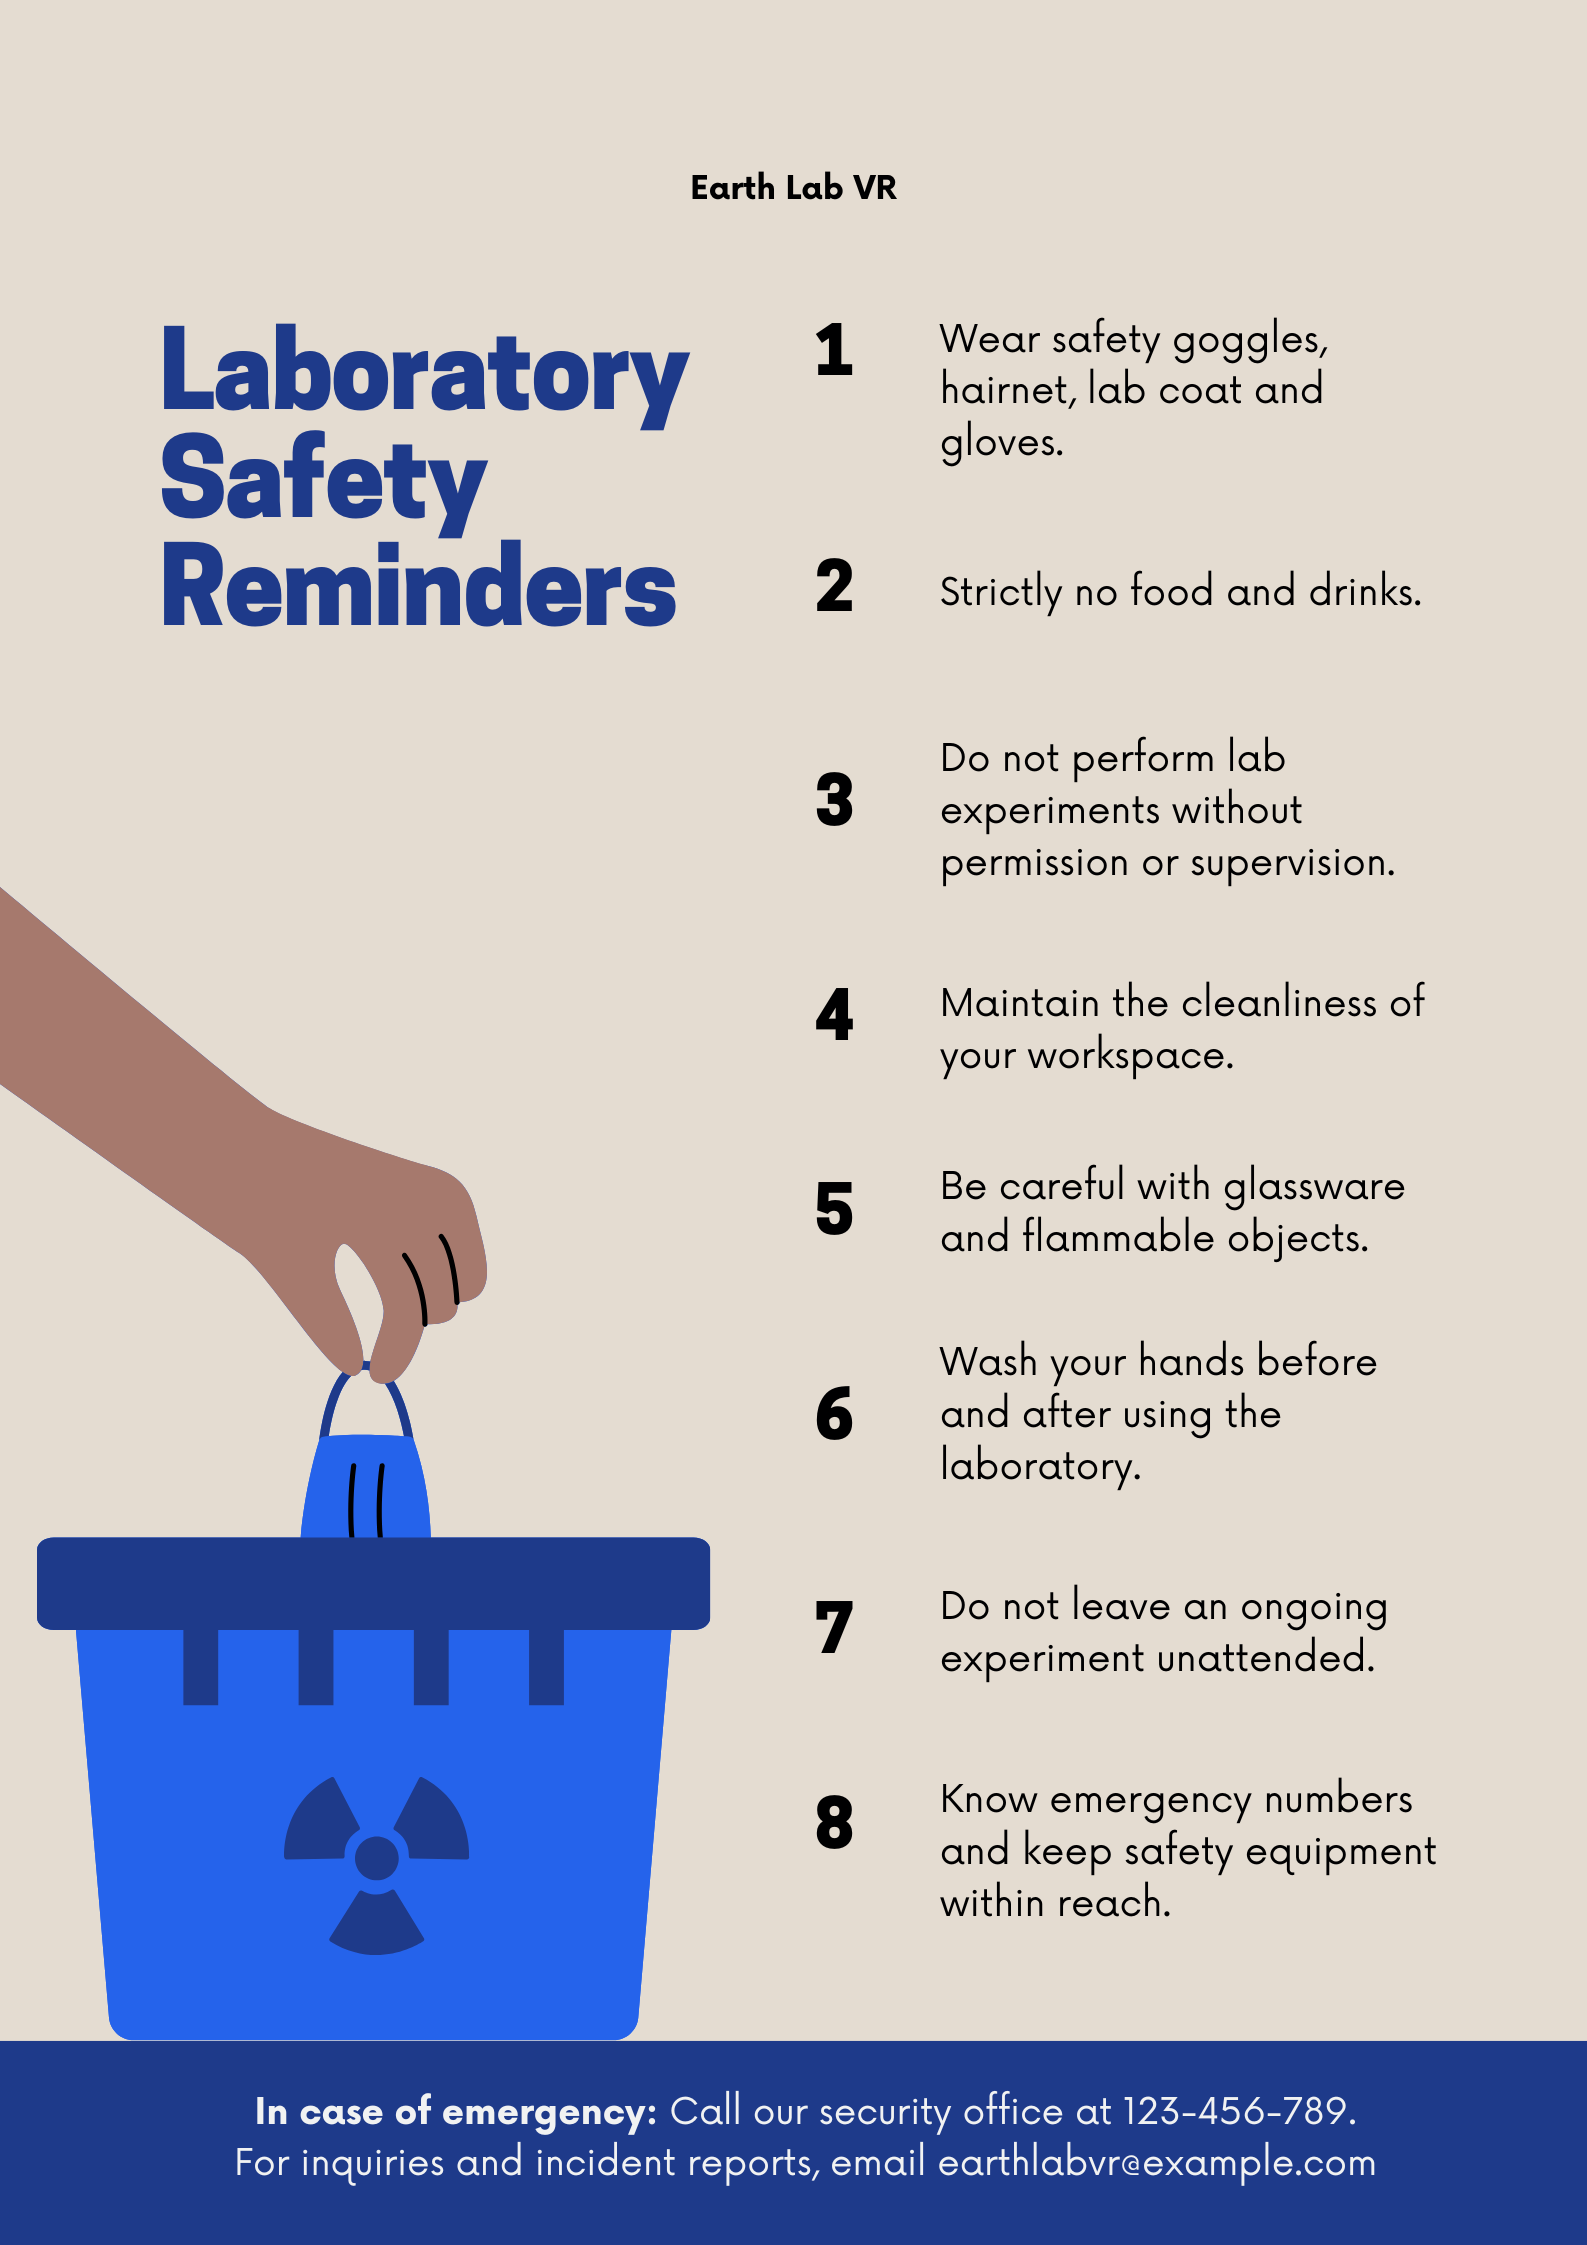 Earth Lab VR
Laboratory
Safety
Reminders
1
Wear safety goggles,
hairnet, lab coat and
gloves.
2
Strictly no food and drinks.
3
Do not perform lab
experiments without
permission or supervision.
4
Maintain the cleanliness of
your workspace.
5
Be careful with glassware
and flammable objects.
6
Wash your hands before
and after using the
laboratory.
7
Do not leave an ongoing
experiment unattended.
8
Know emergency numbers
and keep safety equipment
within reach.
In case of emergency: Call our security office at 123-456-789.
For inquiries and incident reports, email earthlabvr@example.com